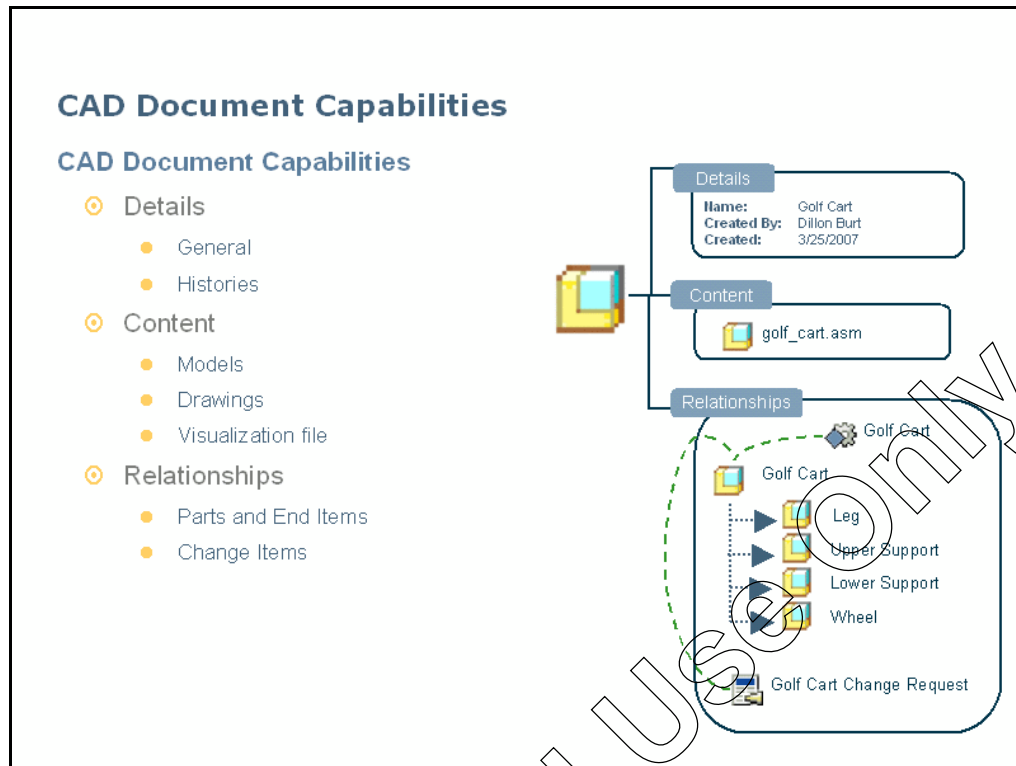 CAD Document Capabilities
CAD Document Capabilities
Details
General
Histories
Content
Models
Drawings
Visualization file
Relationships
Parts and End Items
Change Items
Details
Name: Golf Cart
Created By: Dillon Burt
Created: 3/25/2007
Content
golf_cart.asm
Relationships
Golf Cart
Golf Cart
Leg
Upper Support
Lower Support
Wheel
Golf Cart Change Request
Use Only